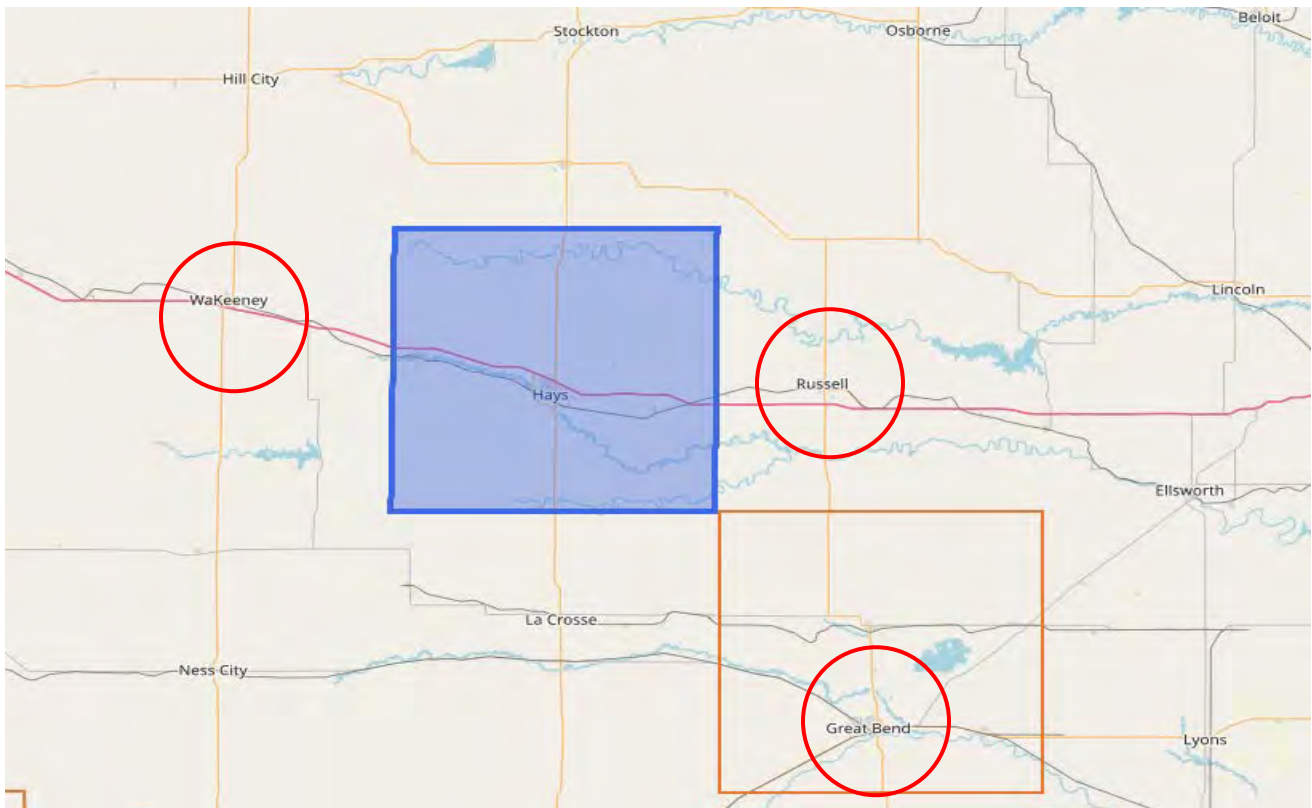 Beloit
Stockton
Osborne
Hill City
Lincoln
WaKeeney
Russell
Hays
Ellsworth
La Crosse
Ness City
Great Bend
Lyons